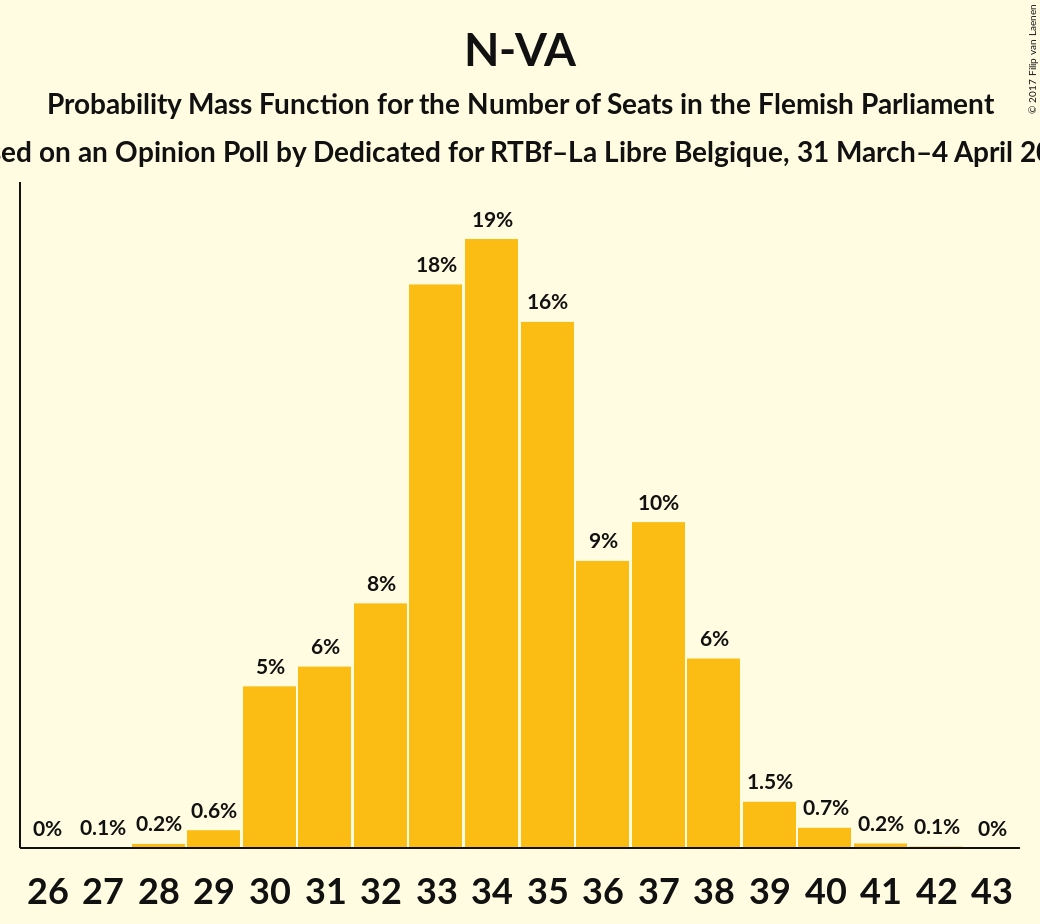 N-VA
Probability Mass Function for the Number of Seats in the Flemish Parliament
on an Opinion Poll by Dedicated for RTBf–La Libre Belgique, 31 March–4 April
© 2017 Filip van Laenen
0% 0.1% 0.2% 0.6% 5% 6% 8% 18% 19% 16% 9% 10% 6% 1.5% 0.7% 0.2% 0.1% 0%
26 27 28 29 30 31 32 33 34 35 36 37 38 39 40 41 42 43